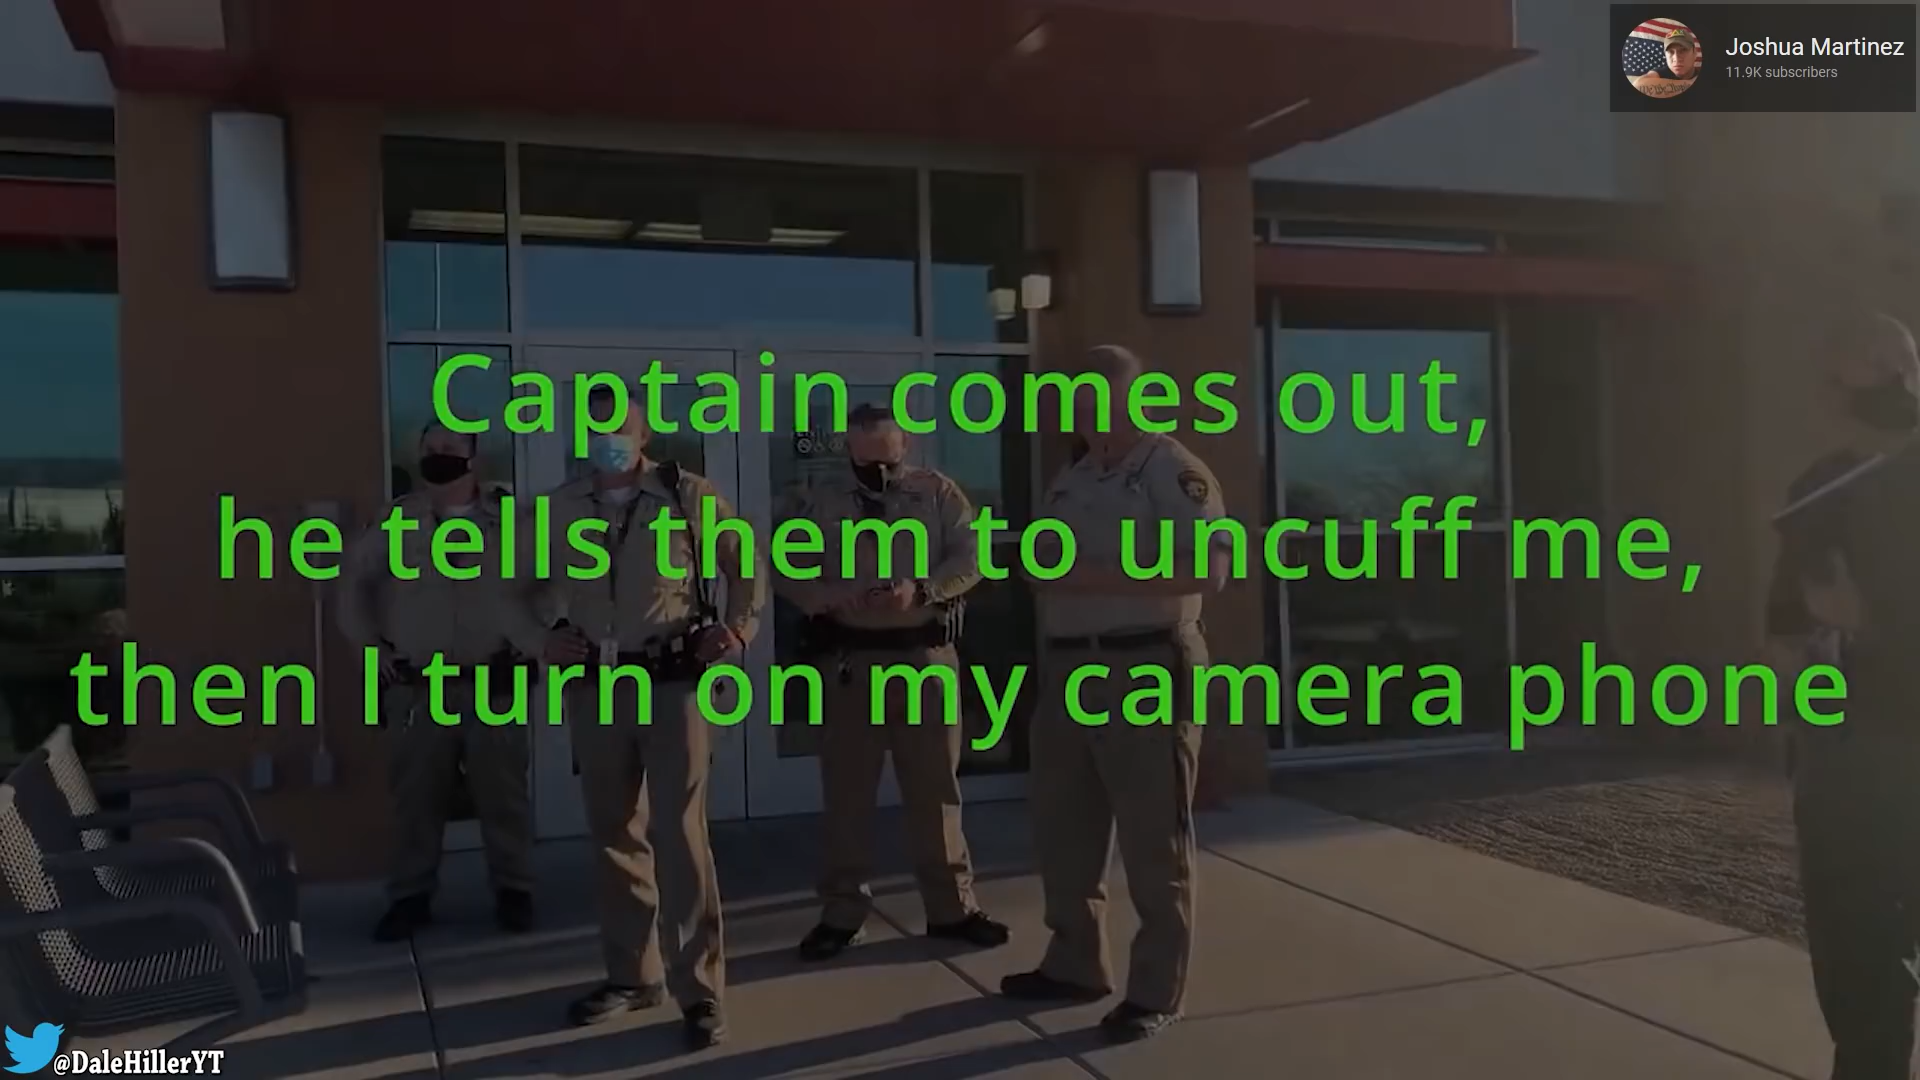 Joshua Martinez
11.9K subscribers
Captain comes out,
he tells them to uncuff me,
then I turn on my camera phone
@DaleHillerYT